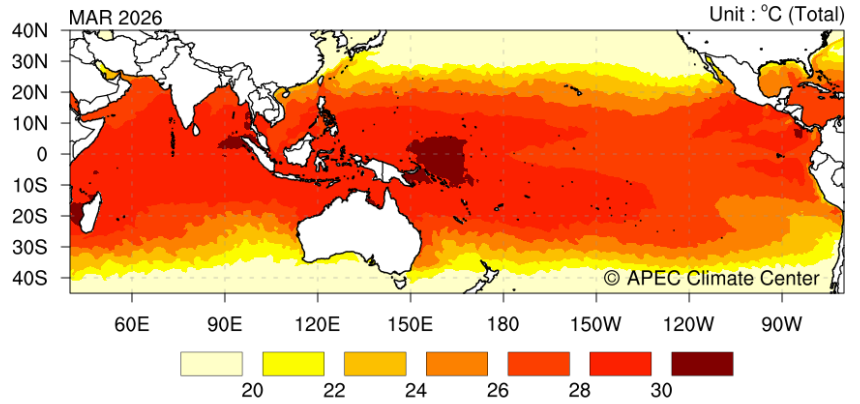 MAR 2026
Unit : °C (Total)
40N
30N
20N
10N
0
10S
20S
30S
40S
© APEC Climate Center
60E 90E 120E 150E 180 150W 120W 90W
20 22 24 26 28 30